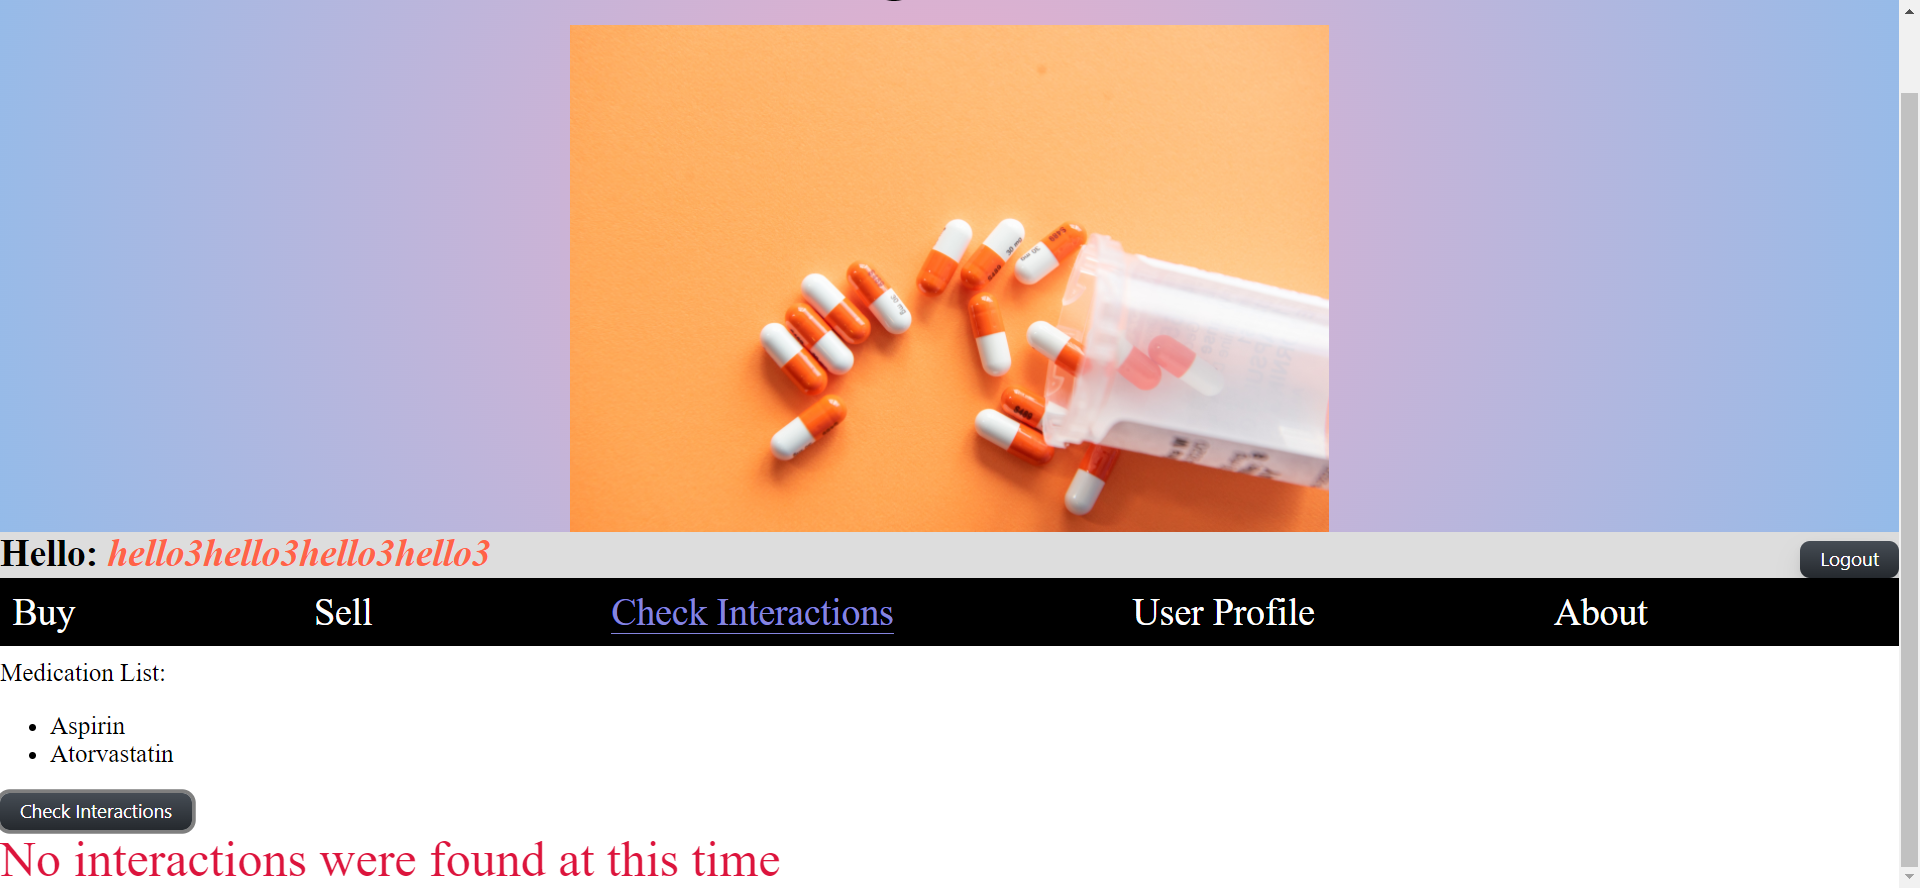 Hello: hello3hello3hello3hello3
Logout
Buy Sell Check Interactions User Profile About
Medication List:
Aspirin
Atorvastatin
Check Interactions
No interactions were found at this time